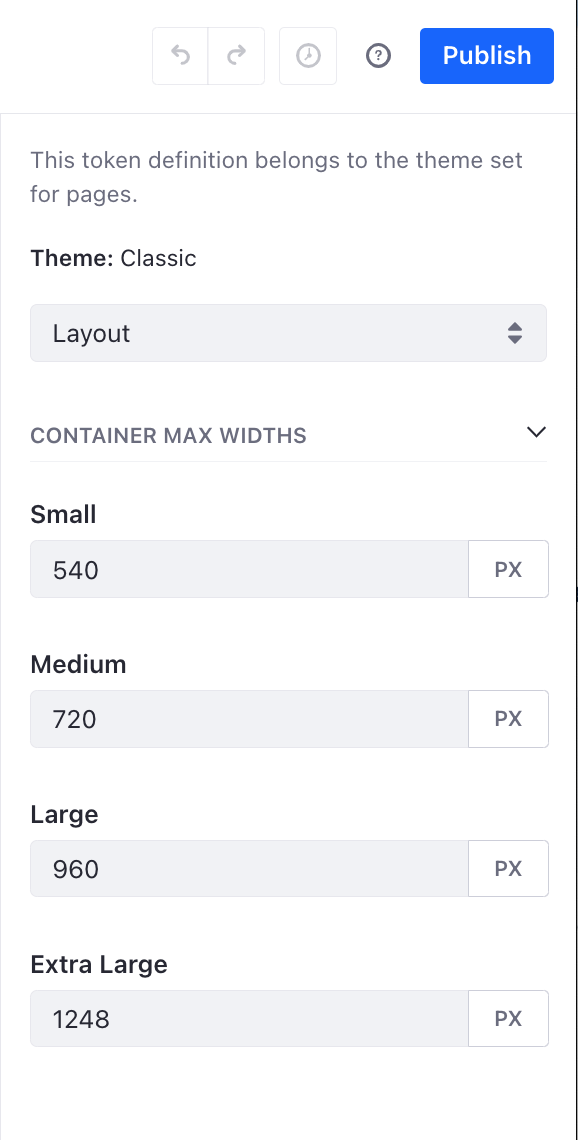 Publish
This token definition belongs to the theme set
for pages.
Theme: Classic
Layout
CONTAINER MAX WIDTHS
Small
540 PX
Medium
720 PX
Large
960 PX
Extra Large
1248 PX